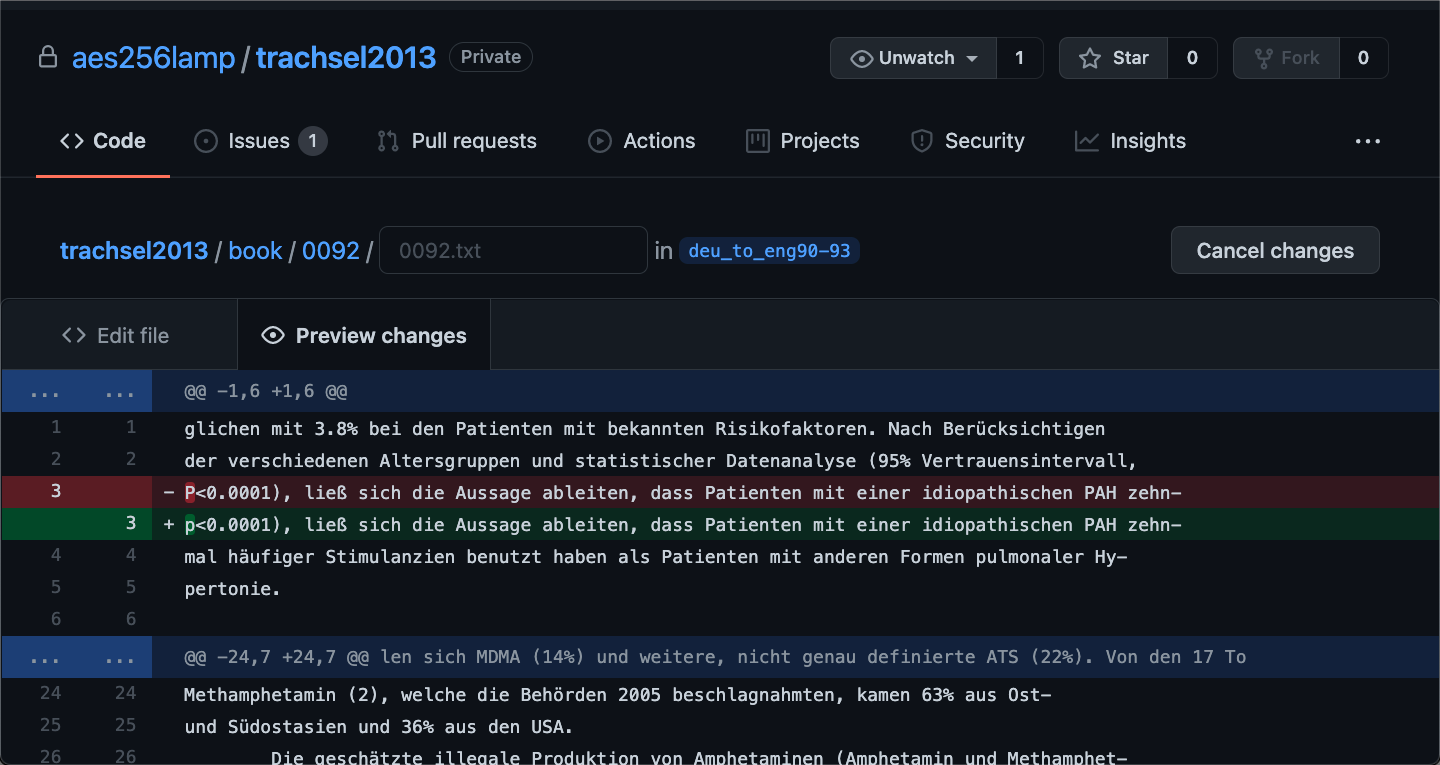 aes256lamp / trachsel2013 Private
Unwatch 1 Star 0 Fork 0
Code Issues 1 Pull requests Actions Projects Security Insights ...
trachsel2013 / book / 0092 / 0092.txt in deu_to_eng90-93 Cancel changes
Edit file Preview changes
... ... @@ -1,6 +1,6 @@
1 1 glichen mit 3.8% bei den Patienten mit bekannten Risikofaktoren. Nach Berücksichtigen
2 2 der verschiedenen Altersgruppen und statistischer Datenanalyse (95% Vertrauensintervall,
3 - P<0.0001), ließ sich die Aussage ableiten, dass Patienten mit einer idiopathischen PAH zehn-
3 + p<0.0001), ließ sich die Aussage ableiten, dass Patienten mit einer idiopathischen PAH zehn-
4 4 mal häufiger Stimulanzien benutzt haben als Patienten mit anderen Formen pulmonaler Hy-
5 5 pertonie.
6 6
... ... @@ -24,7 +24,7 @@ len sich MDMA (14%) und weitere, nicht genau definierte ATS (22%). Von den 17 To
24 24 Methamphetamin (2), welche die Behörden 2005 beschlagnahmten, kamen 63% aus Ost-
25 25 und Südostasien und 36% aus den USA.
26 26 Die geschätzte illegale Produktion von Amphetaminen (Amphetamin und Methamphet-